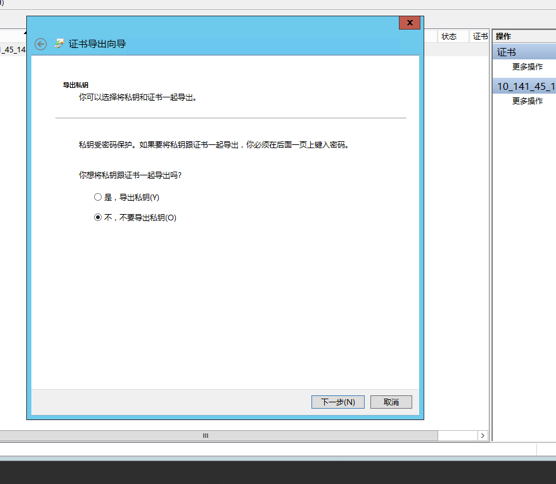 证书导出向导
x
状态
证书
操作
证书
更多操作
_45_14
10_141_45_1
更多操作
导出私钥
你可以选择将私钥和证书一起导出。
私钥受密码保护。如果要将私钥跟证书一起导出，你必须在后面一页上键入密码。
你想将私钥跟证书一起导出吗?
是，导出私钥(Y)
不，不要导出私钥(O)
下一步(N)
取消